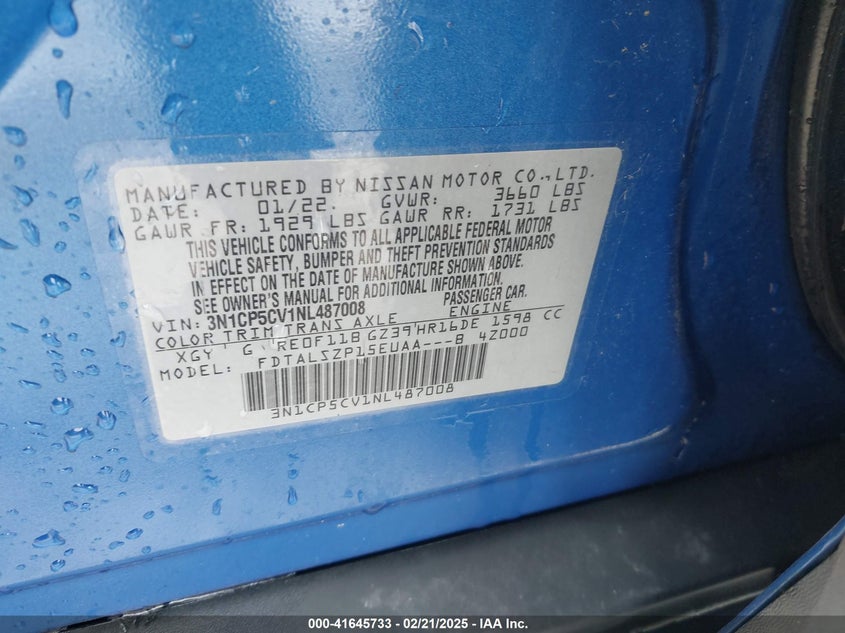 MANUFACTURED BY NISSAN MOTOR CO., LTD.
DATE: 01/22. GVWR: 3660 LBS
GAWR FR: 1929 LBS GAWR RR: 1731 LBS
THIS VEHICLE CONFORMS TO ALL APPLICABLE FEDERAL MOTOR
VEHICLE SAFETY, BUMPER AND THEFT PREVENTION STANDARDS
IN EFFECT ON THE DATE OF MANUFACTURE SHOWN ABOVE.
SEE OWNER'S MANUAL FOR ADDITIONAL INFORMATION.
VIN: 3N1CP5CV1NL487008 PASSENGER CAR.
COLOR TRIM TRANS AXLE ENGINE
XGY G RE0F11B GZ39 HR16DE 1598 CC
MODEL: FDTALSZP15EUAA---B 4Z000
3N1CP5CV1NL487008
000-41645733 - 02/21/2025 - IAA Inc.